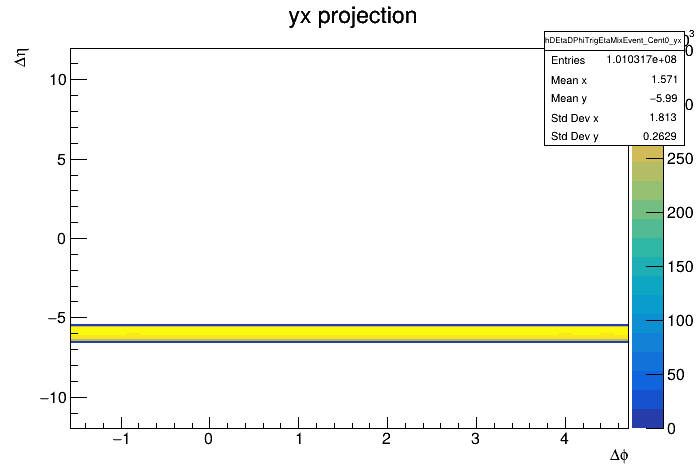 yx projection
hDEtaDPhiTrigEtaMixEvent_Cent0_yx
Entries 1.010317e+08
Mean x 1.571
Mean y −5.99
Std Dev x 1.813
Std Dev y 0.2629
Δη
10
5
0
−5
−10
−1 0 1 2 3 4
Δϕ
250
200
150
100
50
0